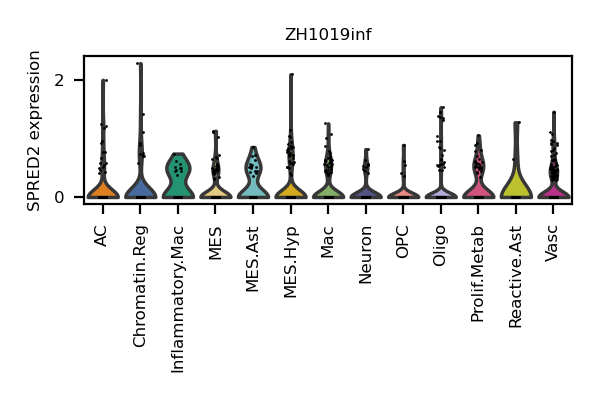 ZH1019inf
SPRED2 expression
2
0
AC
Chromatin.Reg
Inflammatory.Mac
MES
MES.Ast
MES.Hyp
Mac
Neuron
OPC
Oligo
Prolif.Metab
Reactive.Ast
Vasc